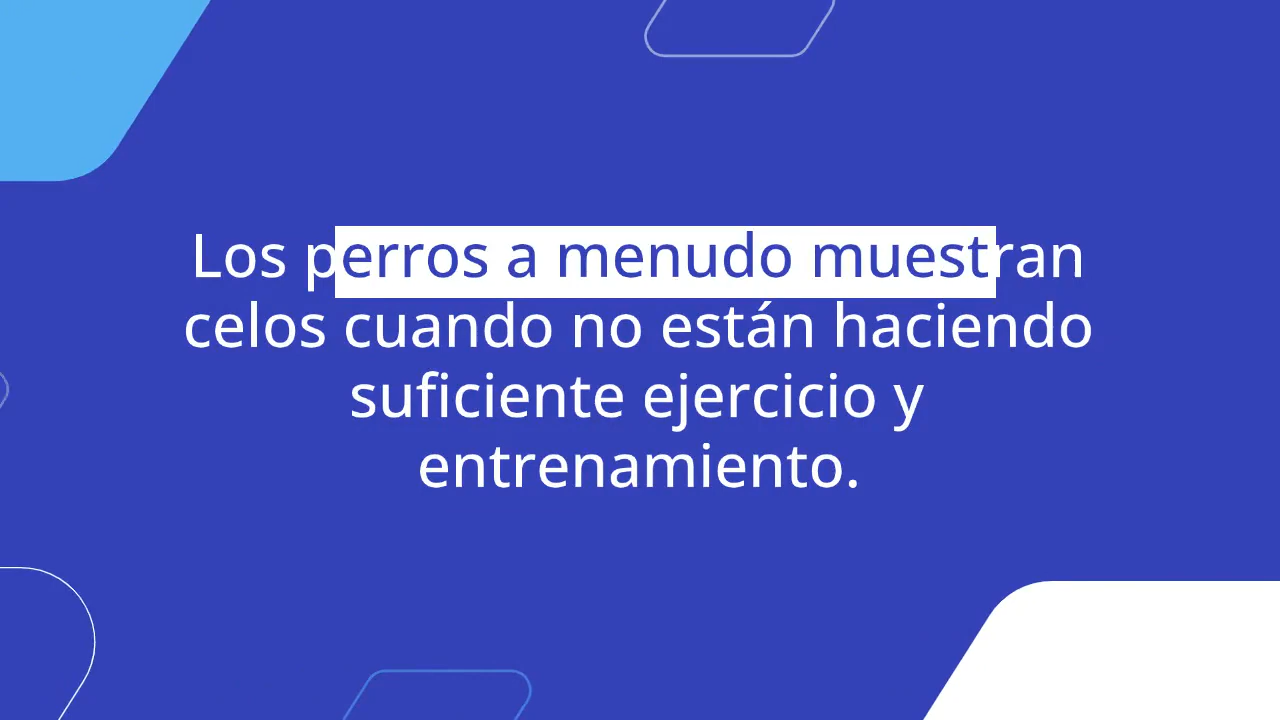 Los perros a menudo muestran
celos cuando no están haciendo
suficiente ejercicio y
entrenamiento.